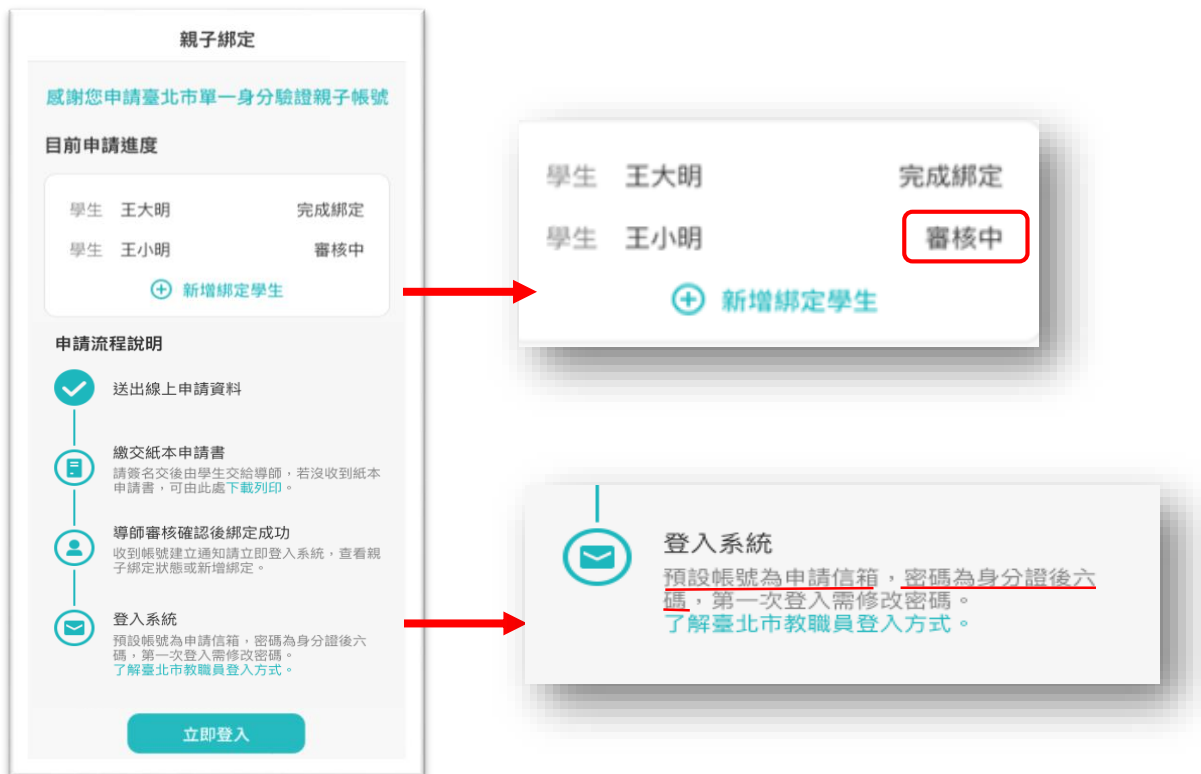 親子綁定
感謝您申請臺北市單一身分驗證親子帳號
目前申請進度
學生 王大明 完成綁定
學生 王小明 審核中
新增綁定學生
申請流程說明
送出線上申請資料
繳交紙本申請書
請簽名交後由學生交給導師，若沒收到紙本
申請書，可由此處下載列印。
導師審核確認後綁定成功
收到帳號建立通知請立即登入系統，查看親
子綁定狀態或新增綁定。
登入系統
預設帳號為申請信箱，密碼為身分證後六
碼，第一次登入需修改密碼。
了解臺北市教職員登入方式。
立即登入
學生 王大明 完成綁定
學生 王小明 審核中
新增綁定學生
登入系統
預設帳號為申請信箱，密碼為身分證後六
碼，第一次登入需修改密碼。
了解臺北市教職員登入方式。